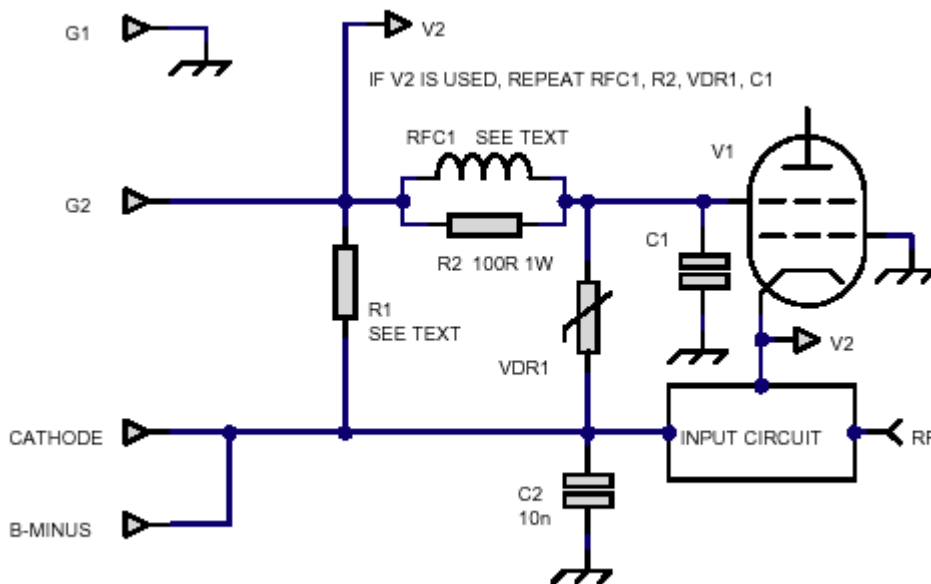 G1
V2
IF V2 IS USED, REPEAT RFC1, R2, VDR1, C1
RFC1 SEE TEXT
V1
G2
C1
R2 100R 1W
R1
SEE TEXT
V2
VDR1
CATHODE
INPUT CIRCUIT
RF
C2
10n
B-MINUS